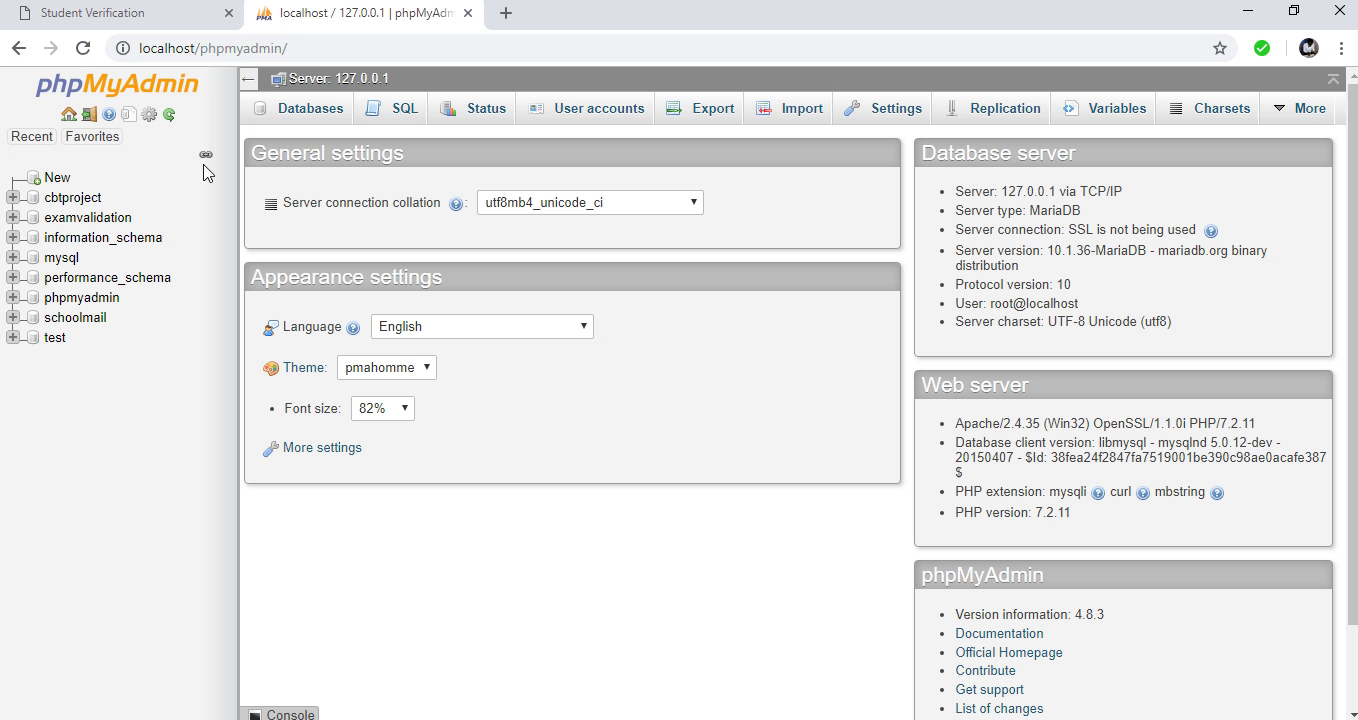 Student Verification
localhost / 127.0.0.1 | phpMyAdm
localhost/phpmyadmin/
phpMyAdmin
Recent Favorites
New
cbtproject
examvalidation
information_schema
mysql
performance_schema
phpmyadmin
schoolmail
test
Server: 127.0.0.1
Databases SQL Status User accounts Export Import Settings Replication Variables Charsets More
General settings
Server connection collation : utf8mb4_unicode_ci
Appearance settings
Language English
Theme: pmahomme
Font size: 82%
More settings
Database server
Server: 127.0.0.1 via TCP/IP
Server type: MariaDB
Server connection: SSL is not being used
Server version: 10.1.36-MariaDB - mariadb.org binary
distribution
Protocol version: 10
User: root@localhost
Server charset: UTF-8 Unicode (utf8)
Web server
Apache/2.4.35 (Win32) OpenSSL/1.1.0i PHP/7.2.11
Database client version: libmysql - mysqlnd 5.0.12-dev -
20150407 - $Id: 38fea24f2847fa7519001be390c98ae0acafe387
$
PHP extension: mysqli curl mbstring
PHP version: 7.2.11
phpMyAdmin
Version information: 4.8.3
Documentation
Official Homepage
Contribute
Get support
List of changes
Console